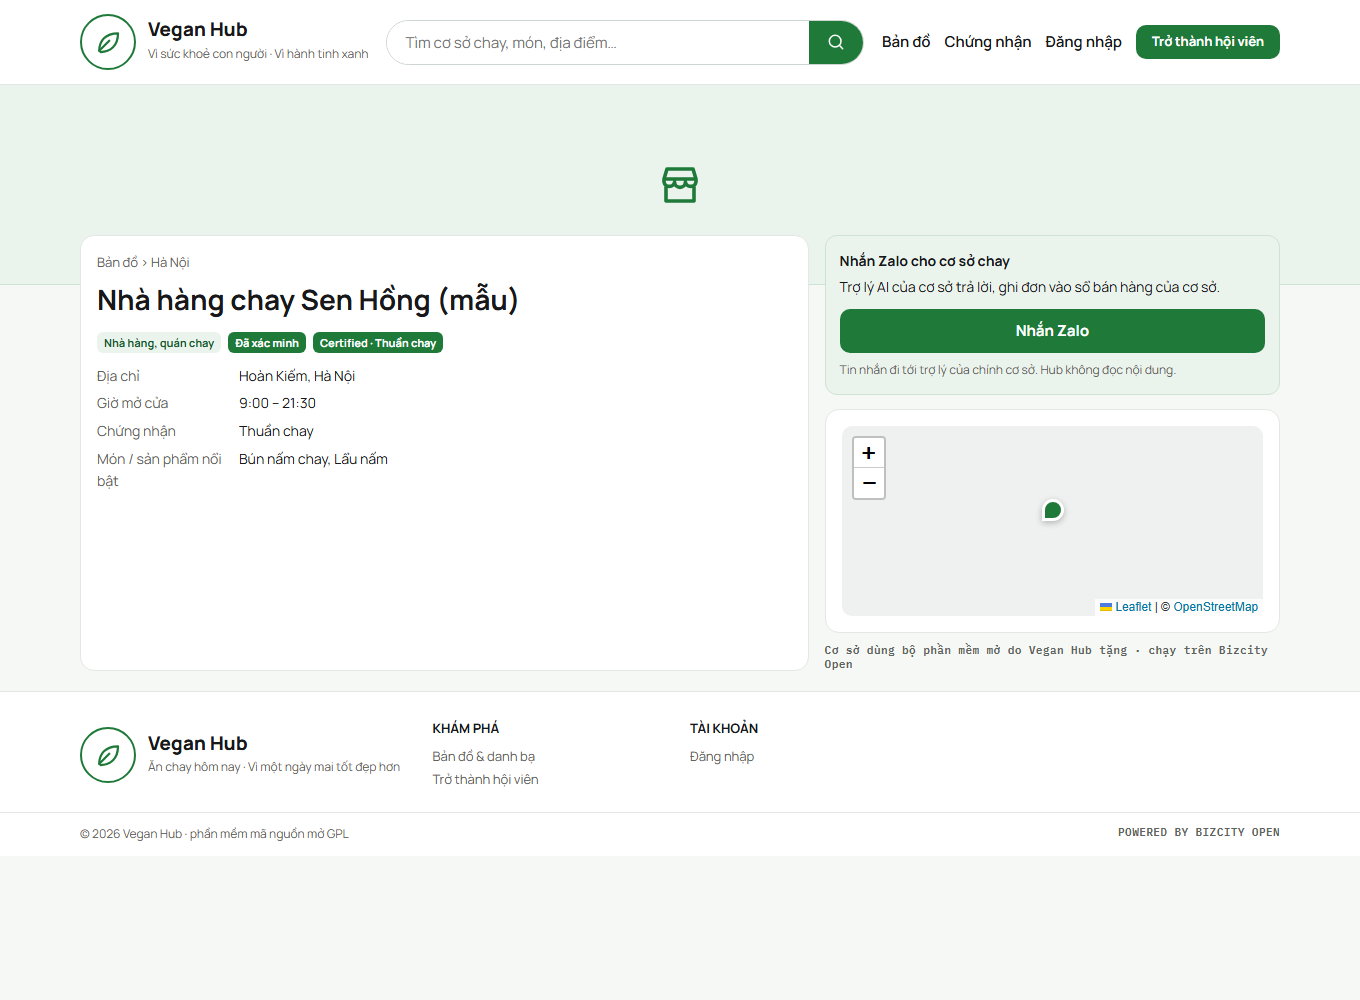 Vegan Hub
Vì sức khoẻ con người · Vì hành tinh xanh
Tìm cơ sở chay, món, địa điểm...
Bản đồ
Chứng nhận
Đăng nhập
Trở thành hội viên
Bản đồ › Hà Nội
Nhà hàng chay Sen Hồng (mẫu)
Nhà hàng, quán chay
Đã xác minh
Certified · Thuần chay
Địa chỉ
Hoàn Kiếm, Hà Nội
Giờ mở cửa
9:00 – 21:30
Chứng nhận
Thuần chay
Món / sản phẩm nổi
bật
Bún nấm chay, Lẩu nấm
Nhắn Zalo cho cơ sở chay
Trợ lý AI của cơ sở trả lời, ghi đơn vào sổ bán hàng của cơ sở.
Nhắn Zalo
Tin nhắn đi tới trợ lý của chính cơ sở. Hub không đọc nội dung.
+
−
Leaflet | © OpenStreetMap
Cơ sở dùng bộ phần mềm mở do Vegan Hub tặng · chạy trên Bizcity
Open
Vegan Hub
Ăn chay hôm nay · Vì một ngày mai tốt đẹp hơn
KHÁM PHÁ
Bản đồ & danh bạ
Trở thành hội viên
TÀI KHOẢN
Đăng nhập
© 2026 Vegan Hub · phần mềm mã nguồn mở GPL
POWERED BY BIZCITY OPEN